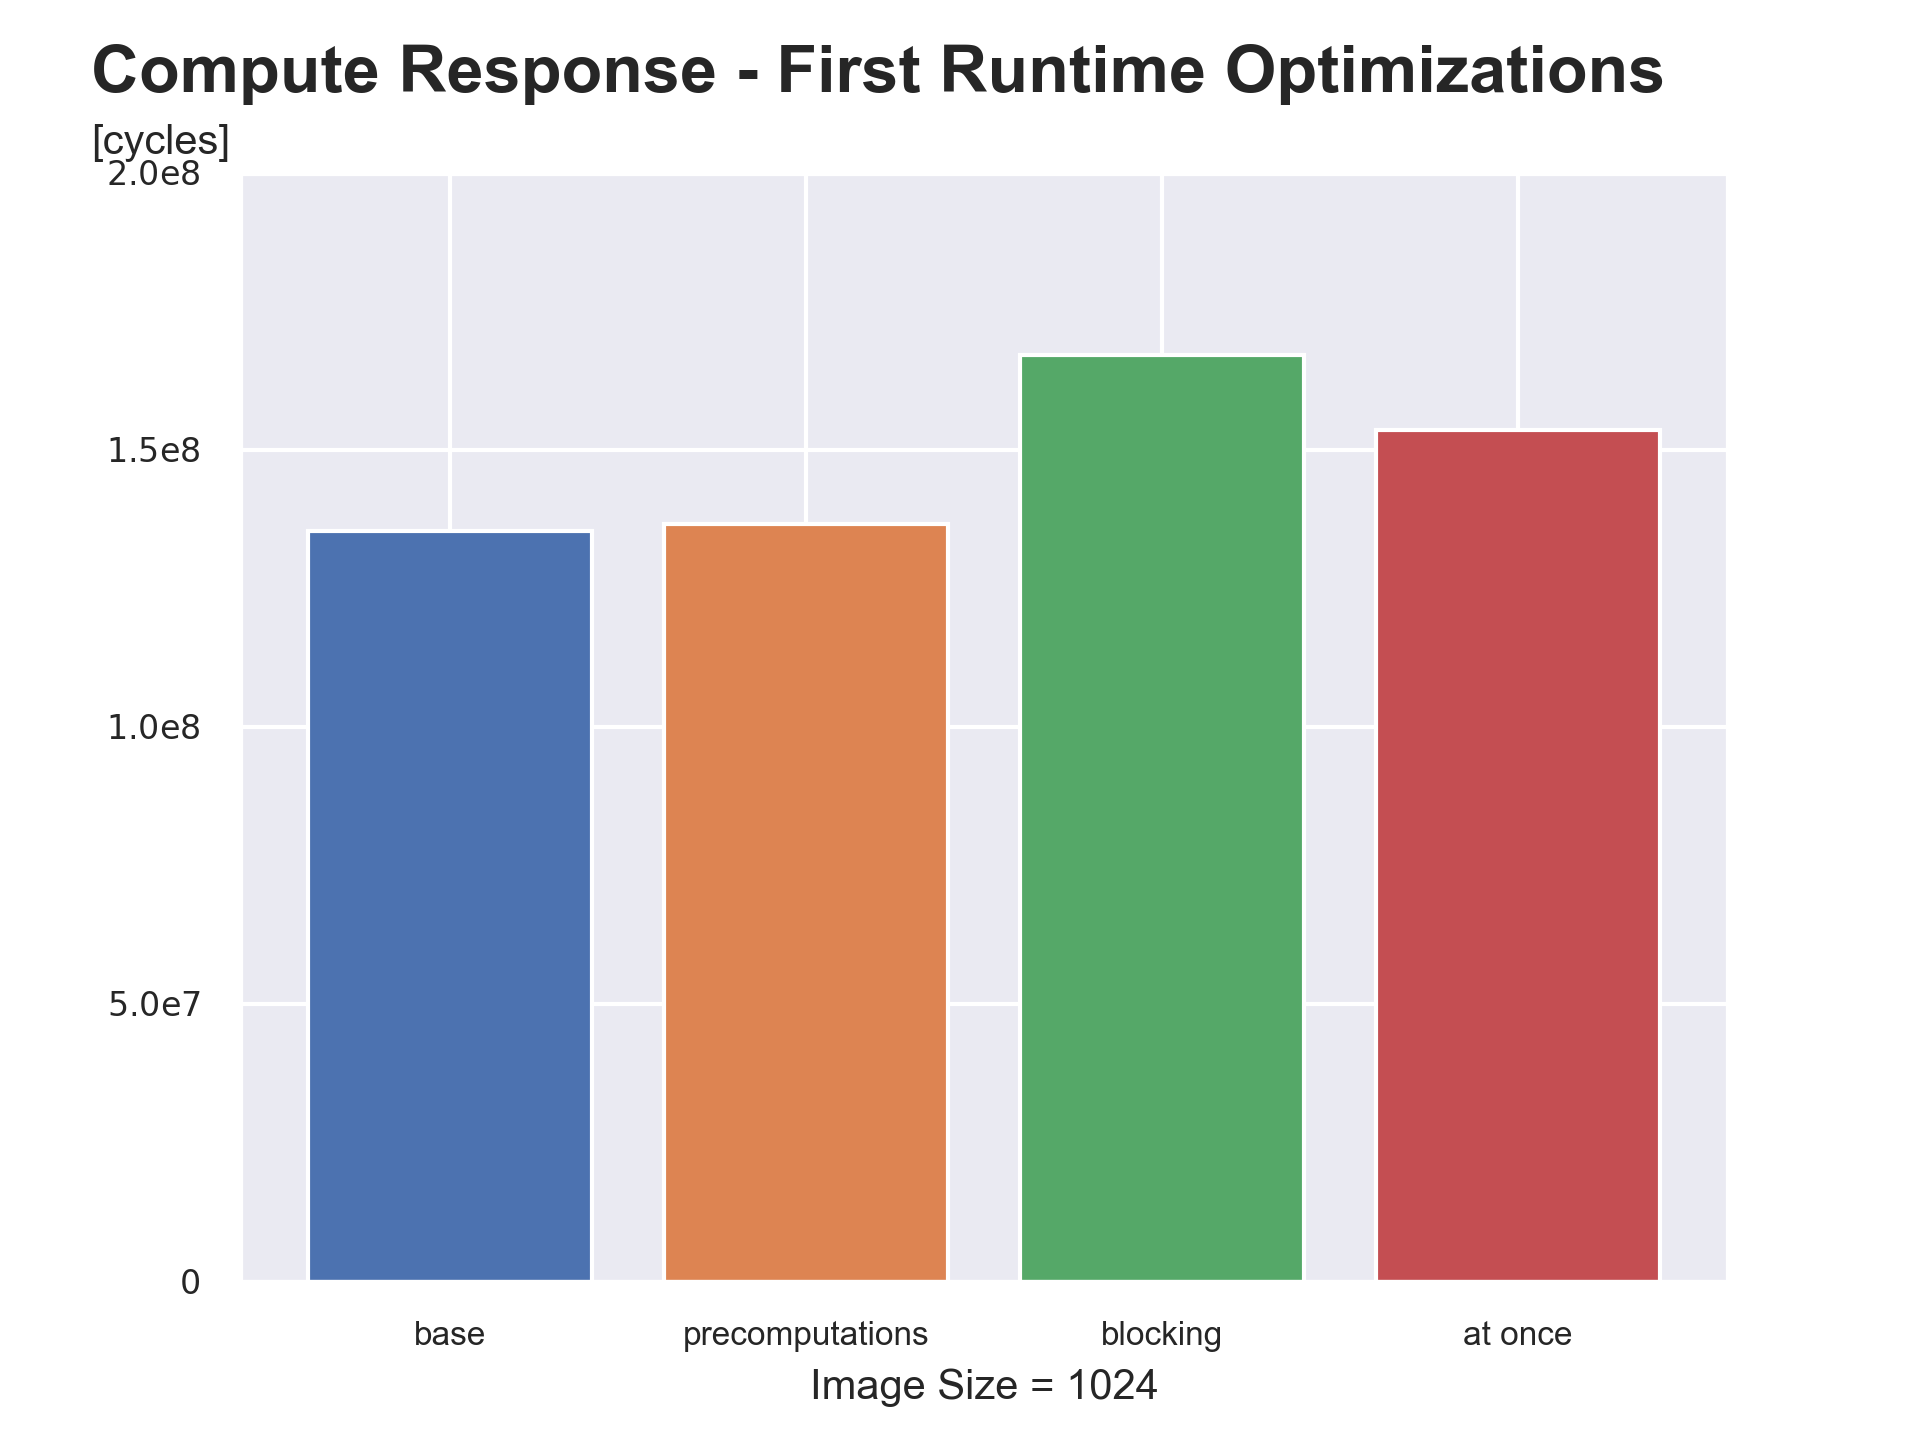 Compute Response - First Runtime Optimizations
[cycles]
2.0e8
1.5e8
1.0e8
5.0e7
0
base precomputations blocking at once
Image Size = 1024